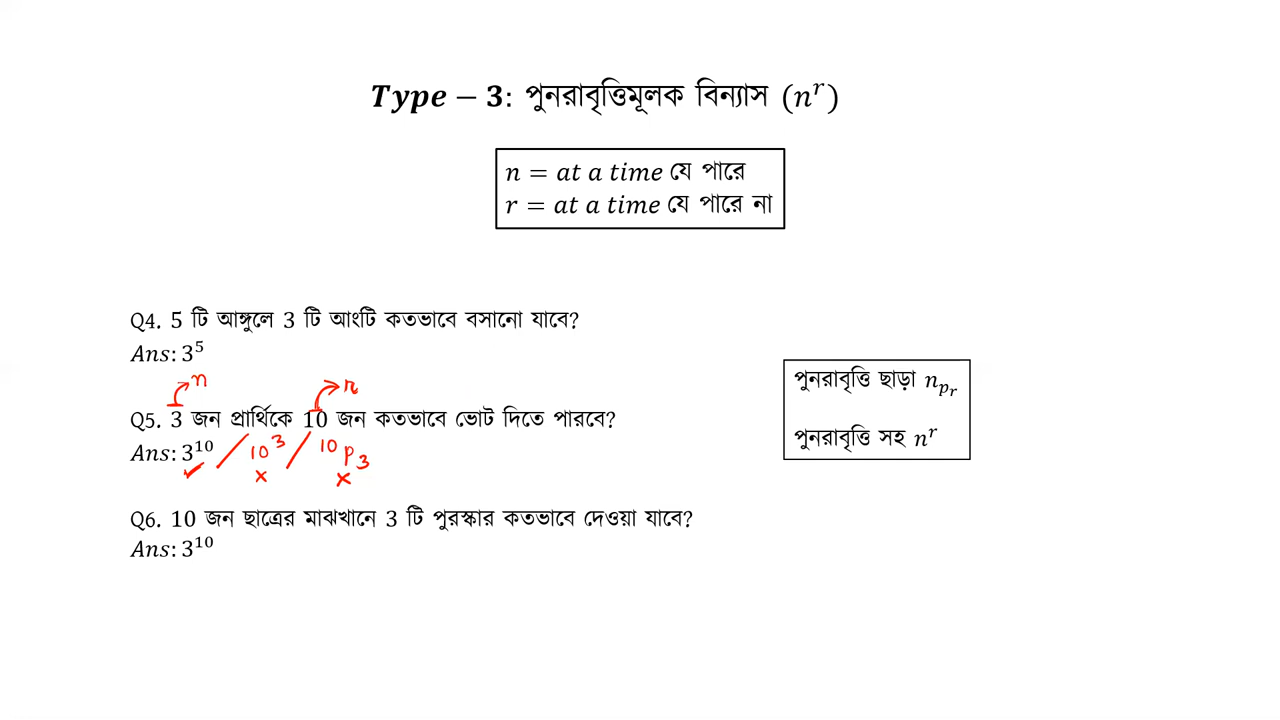 Type − 3: পুনরাবৃত্তিমূলক বিন্যাস (nʳ)
n = at a time যে পারে
r = at a time যে পারে না
Q4. 5 টি আঙ্গুলে 3 টি আংটি কতভাবে বসানো যাবে?
Ans: 3⁵
n r
Q5. 3 জন প্রার্থিকে 10 জন কতভাবে ভোট দিতে পারবে?
Ans: 3¹⁰ / 10³ / ¹⁰P₃
✓ x x
Q6. 10 জন ছাত্রের মাঝখানে 3 টি পুরস্কার কতভাবে দেওয়া যাবে?
Ans: 3¹⁰
পুনরাবৃত্তি ছাড়া nₚᵣ
পুনরাবৃত্তি সহ nʳ